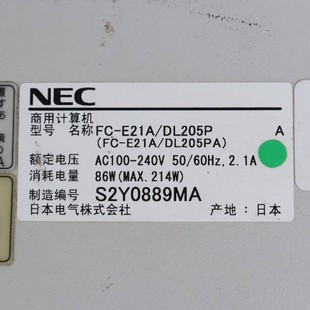 NEC
商用计算机
型号 名称 FC-E21A/DL205P A
(FC-E21A/DL205PA)
额定电压 AC100-240V 50/60Hz, 2.1A
消耗电量 86W(MAX. 214W)
制造编号 S2Y0889MA
日本电气株式会社 产地:日本